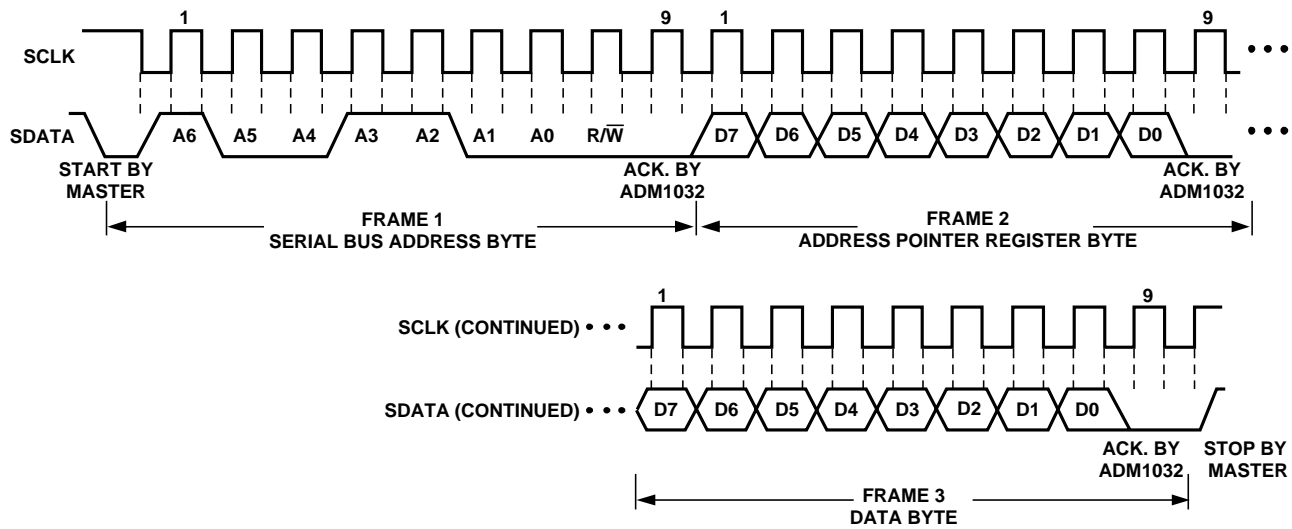 1 9 1 9
SCLK
SDATA A6 A5 A4 A3 A2 A1 A0 R/W̅ D7 D6 D5 D4 D3 D2 D1 D0
START BY
MASTER
ACK. BY
ADM1032
ACK. BY
ADM1032
FRAME 1
SERIAL BUS ADDRESS BYTE
FRAME 2
ADDRESS POINTER REGISTER BYTE
1 9
SCLK (CONTINUED)
SDATA (CONTINUED) D7 D6 D5 D4 D3 D2 D1 D0
ACK. BY
ADM1032
STOP BY
MASTER
FRAME 3
DATA BYTE